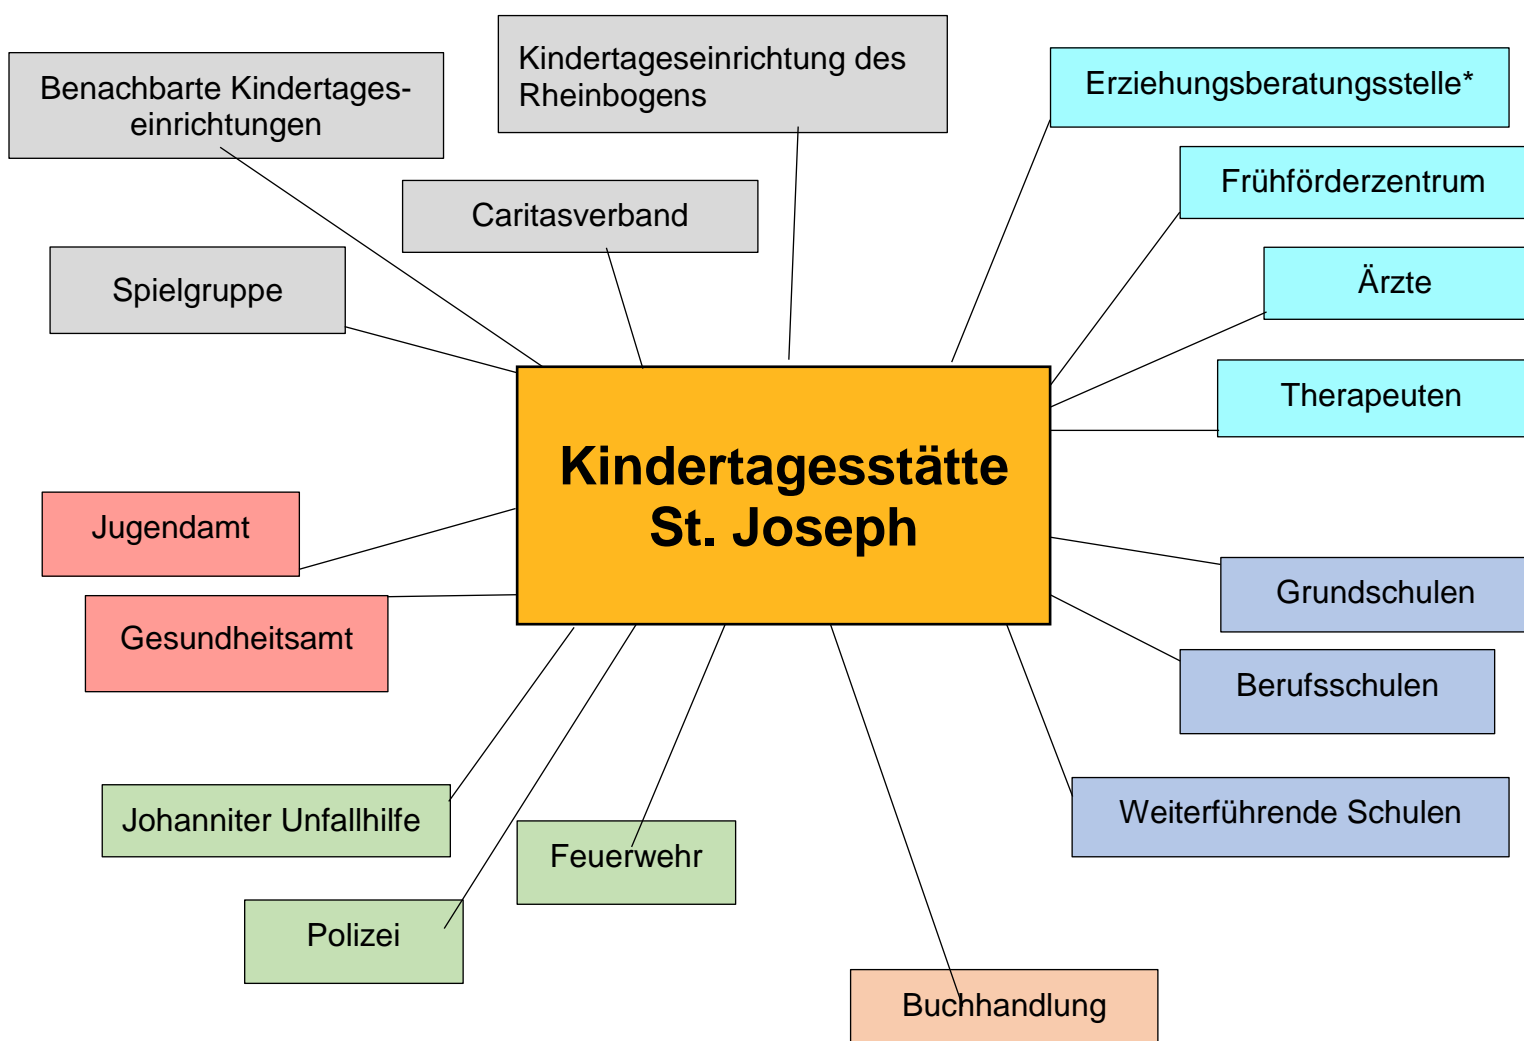 Kindertageseinrichtung des
Rheinbogens
Benachbarte Kindertages-
einrichtungen
Erziehungsberatungsstelle*
Frühförderzentrum
Caritasverband
Spielgruppe
Ärzte
Therapeuten
Kindertagesstätte
St. Joseph
Jugendamt
Gesundheitsamt
Grundschulen
Berufsschulen
Weiterführende Schulen
Johanniter Unfallhilfe
Feuerwehr
Polizei
Buchhandlung